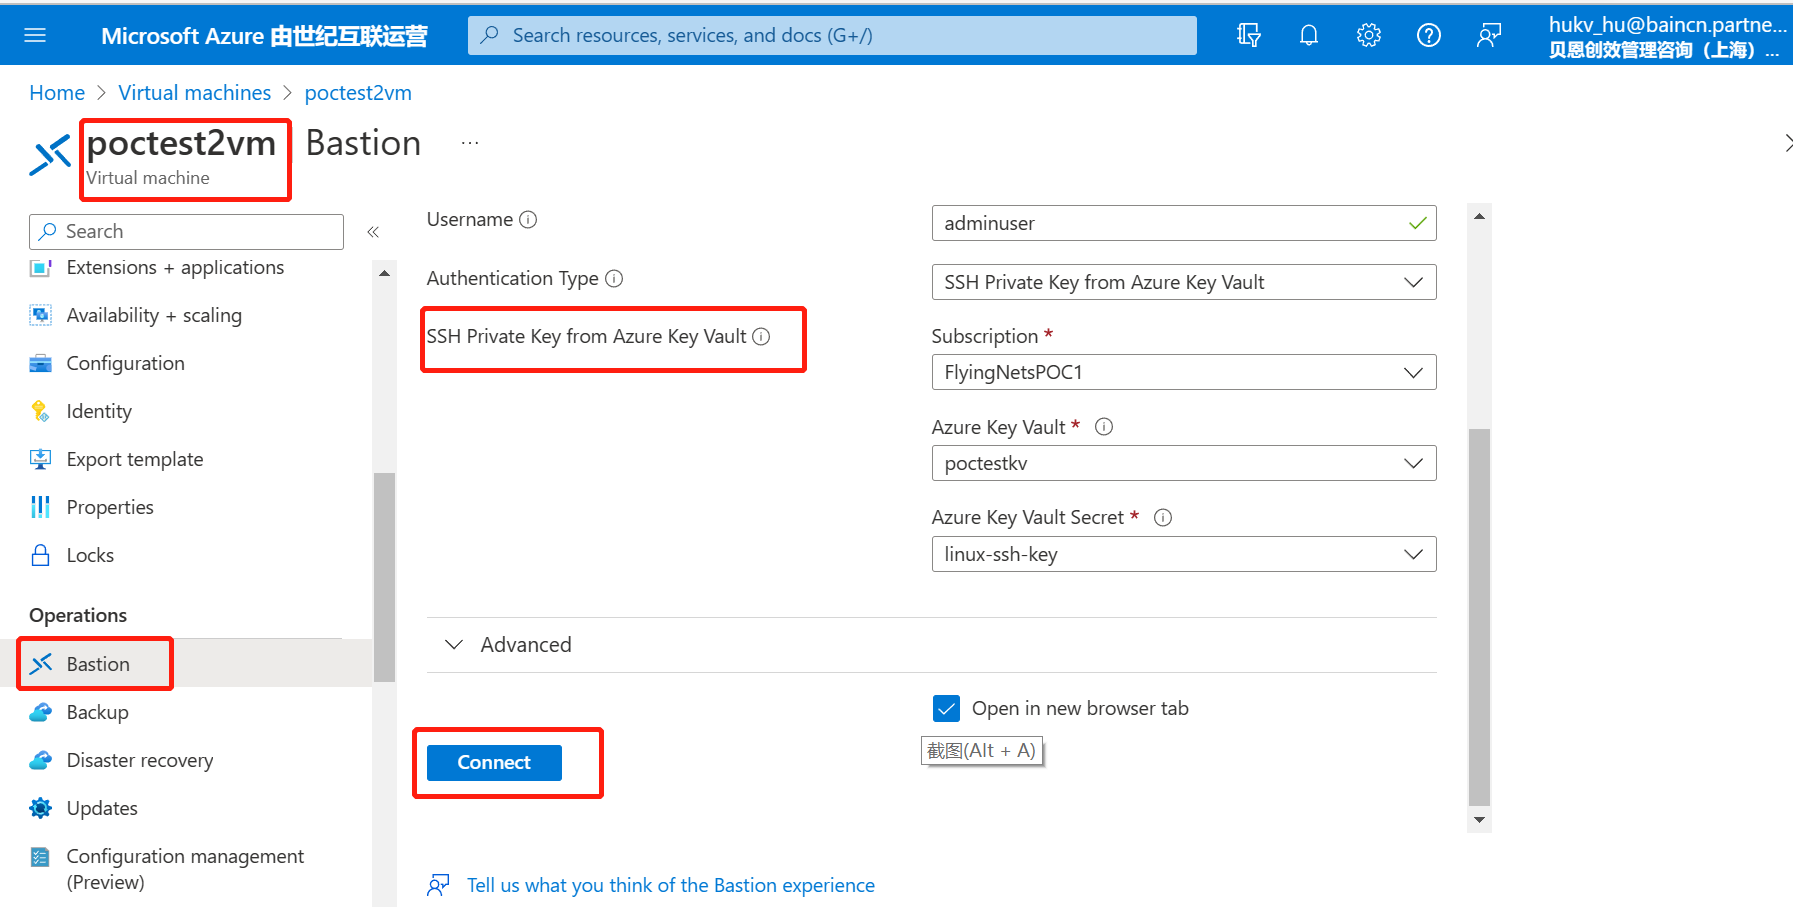 Microsoft Azure 由世纪互联运营
Search resources, services, and docs (G+/)
hukv_hu@baincn.partne...
贝恩创效管理咨询（上海）...
Home > Virtual machines > poctest2vm
poctest2vm | Bastion ...
Virtual machine
Search
«
Extensions + applications
Availability + scaling
Configuration
Identity
Export template
Properties
Locks
Operations
Bastion
Backup
Disaster recovery
Updates
Configuration management
(Preview)
Username
adminuser
Authentication Type
SSH Private Key from Azure Key Vault
SSH Private Key from Azure Key Vault
Subscription *
FlyingNetsPOC1
Azure Key Vault *
poctestkv
Azure Key Vault Secret *
linux-ssh-key
Advanced
Open in new browser tab
截图(Alt + A)
Connect
Tell us what you think of the Bastion experience